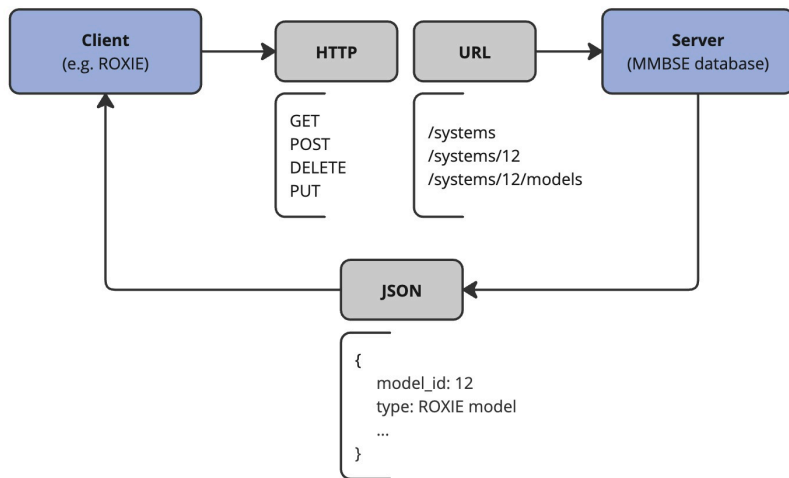 Client
(e.g. ROXIE)
HTTP
URL
Server
(MMBSE database)
GET
POST
DELETE
PUT
/systems
/systems/12
/systems/12/models
JSON
{
model_id: 12
type: ROXIE model
...
}